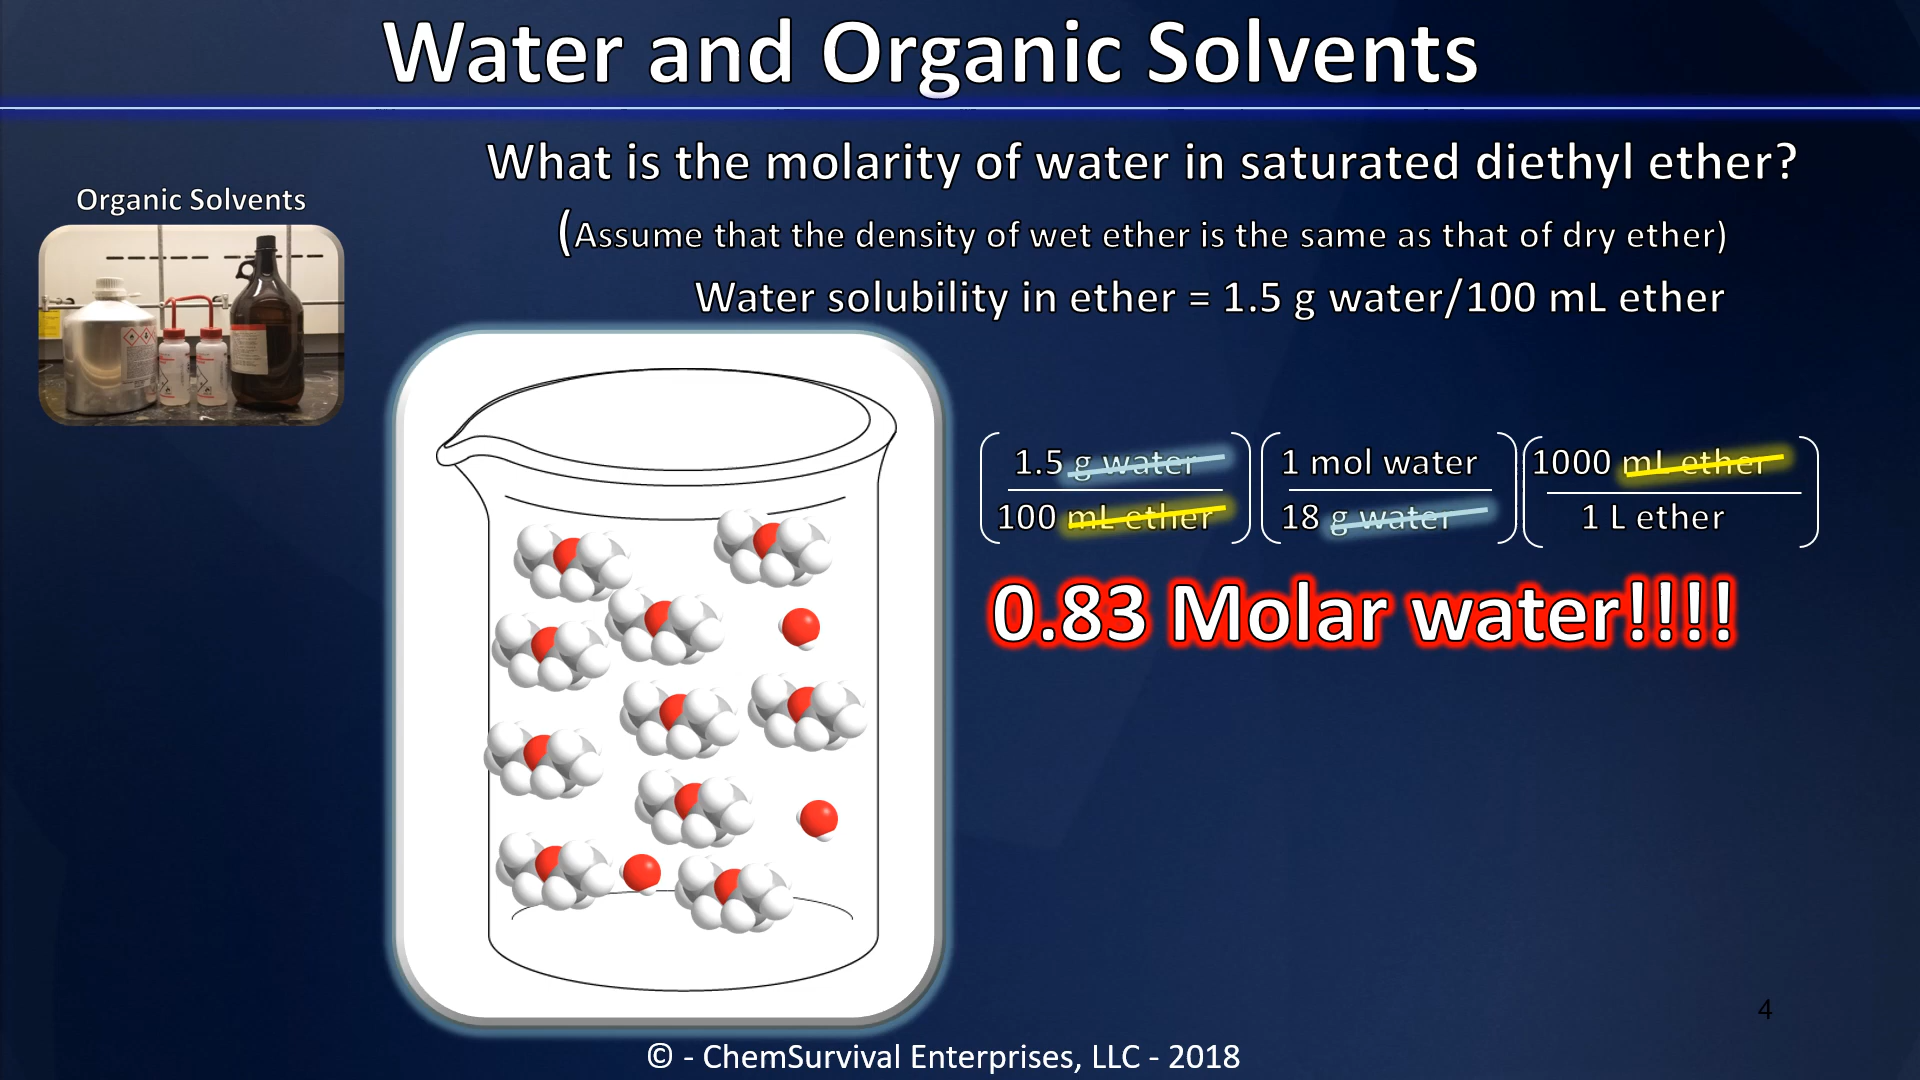 Water and Organic Solvents
What is the molarity of water in saturated diethyl ether?
Organic Solvents
(Assume that the density of wet ether is the same as that of dry ether)
Water solubility in ether = 1.5 g water/100 mL ether
1.5 g water 1 mol water 1000 mL ether
100 mL ether 18 g water 1 L ether
0.83 Molar water!!!!
4
© - ChemSurvival Enterprises, LLC - 2018